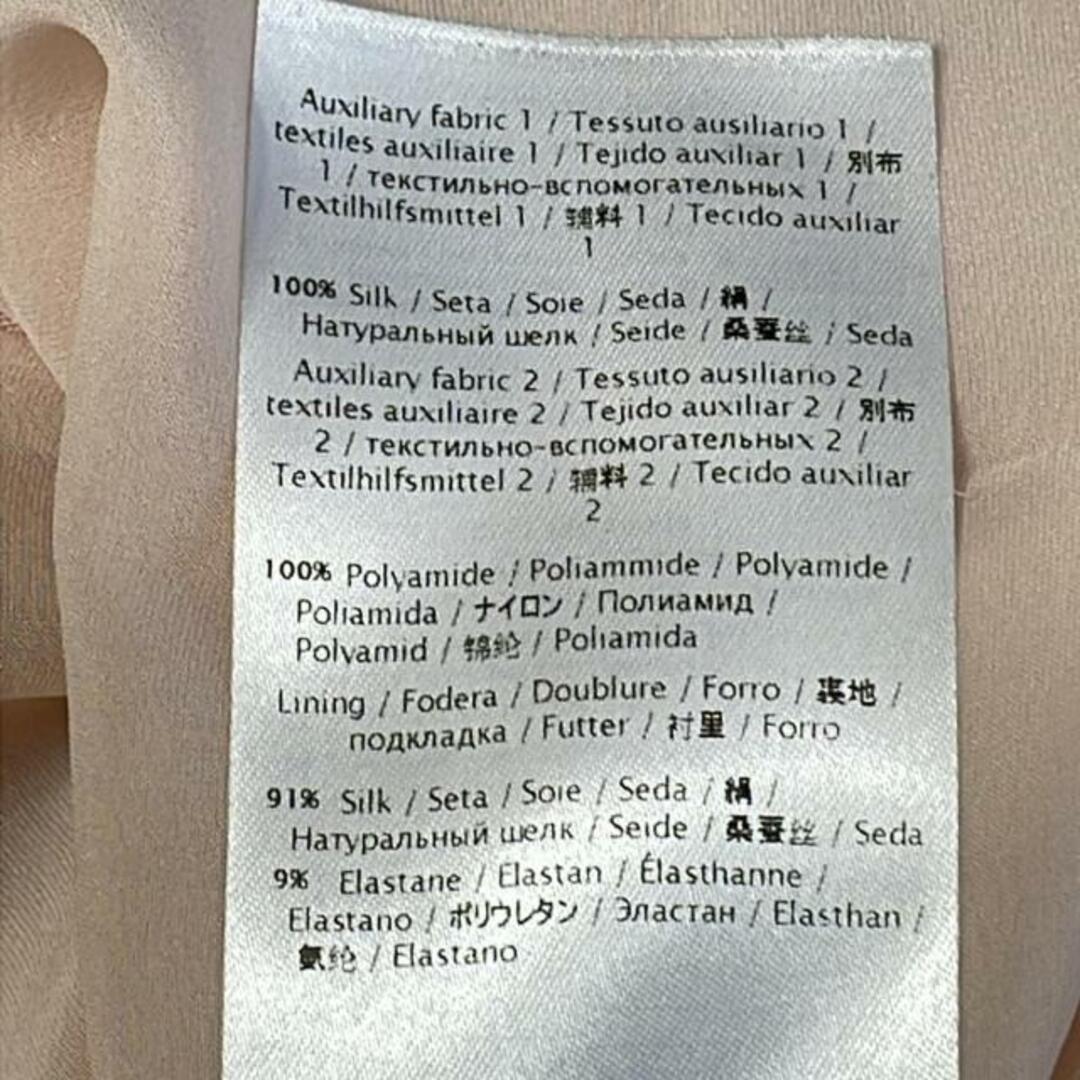 Auxiliary fabric 1 / Tessuto ausiliario 1 /
textiles auxiliaire 1 / Tejido auxiliar 1 / 別布
1 / текстильно-вспомогательных 1 /
Textilhilfsmittel 1 / 辅料 1 / Tecido auxiliar
1
100% Silk / Seta / Soie / Seda / 絹 /
Натуральный шелк / Seide / 桑蚕丝 / Seda
Auxiliary fabric 2 / Tessuto ausiliario 2 /
textiles auxiliaire 2 / Tejido auxiliar 2 / 別布
2 / текстильно-вспомогательных 2 /
Textilhilfsmittel 2 / 辅料 2 / Tecido auxiliar
2
100% Polyamide / Poliammide / Polyamide /
Poliamida / ナイロン / Полиамид /
Polyamid / 锦纶 / Poliamida
Lining / Fodera / Doublure / Forro / 裏地 /
подкладка / Futter / 衬里 / Forro
91% Silk / Seta / Soie / Seda / 絹 /
Натуральный шелк / Seide / 桑蚕丝 / Seda
9% Elastane / Elastan / Élasthanne /
Elastano / ポリウレタン / Эластан / Elasthan /
氨纶 / Elastano